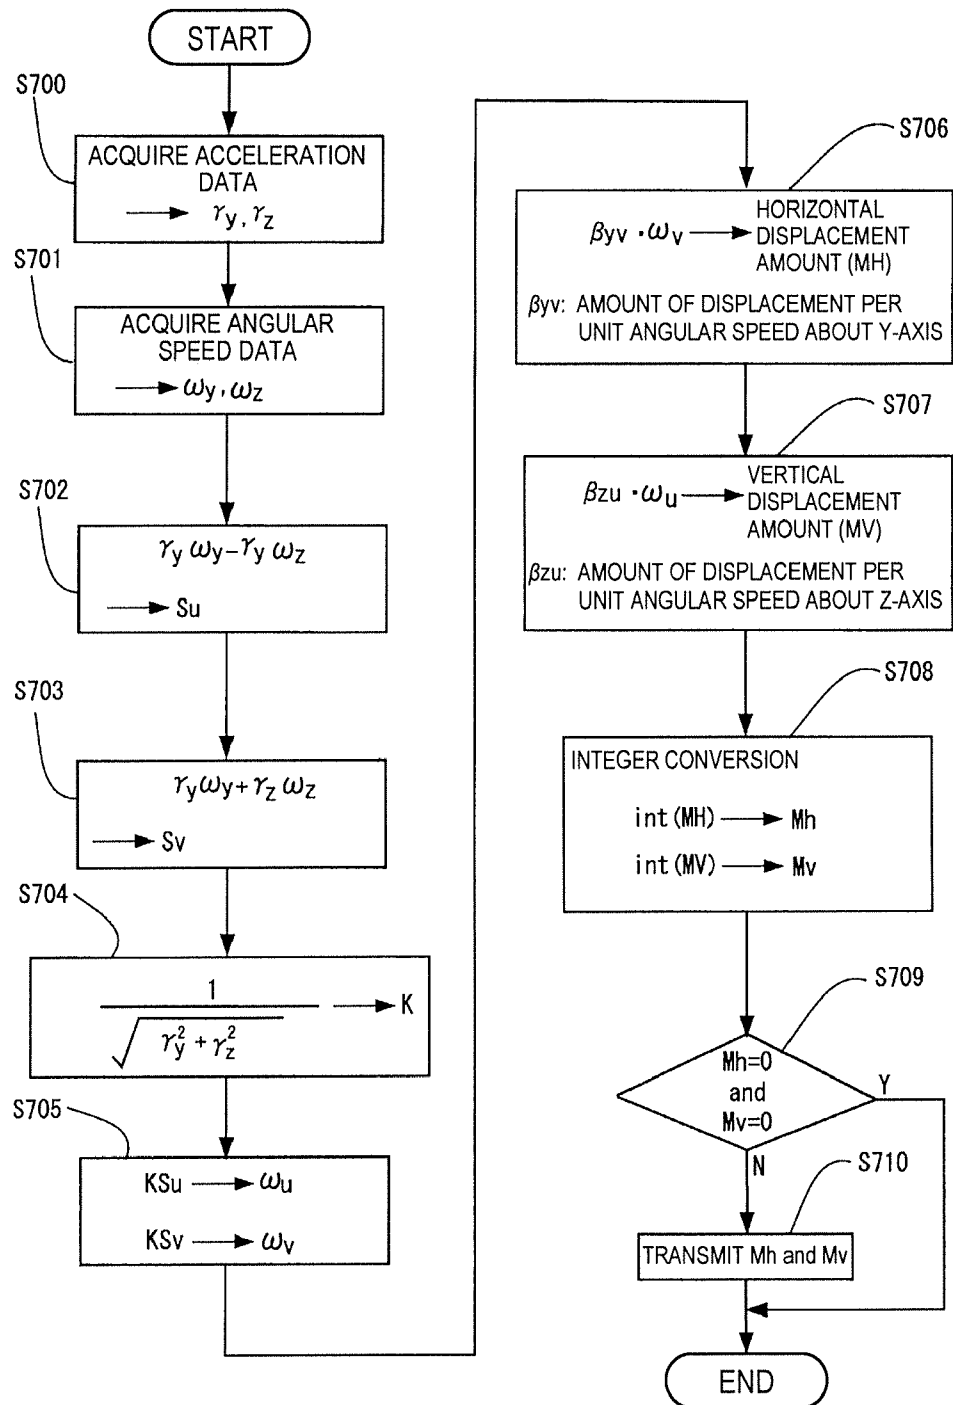 START
S700
ACQUIRE ACCELERATION
DATA
→ γy, γz
S701
ACQUIRE ANGULAR
SPEED DATA
→ ωy, ωz
S702
γy ωy − γy ωz
→ Su
S703
γy ωy + γz ωz
→ Sv
S704
1
√
γy² + γz²
→ K
S705
KSu → ωu
KSv → ωv
S706
βyv · ωv → HORIZONTAL
DISPLACEMENT
AMOUNT (MH)
βyv: AMOUNT OF DISPLACEMENT PER
UNIT ANGULAR SPEED ABOUT Y-AXIS
S707
βzu · ωu → VERTICAL
DISPLACEMENT
AMOUNT (MV)
βzu: AMOUNT OF DISPLACEMENT PER
UNIT ANGULAR SPEED ABOUT Z-AXIS
S708
INTEGER CONVERSION
int(MH) → Mh
int(MV) → Mv
S709
Mh=0
and
Mv=0
Y
N
S710
TRANSMIT Mh and Mv
END